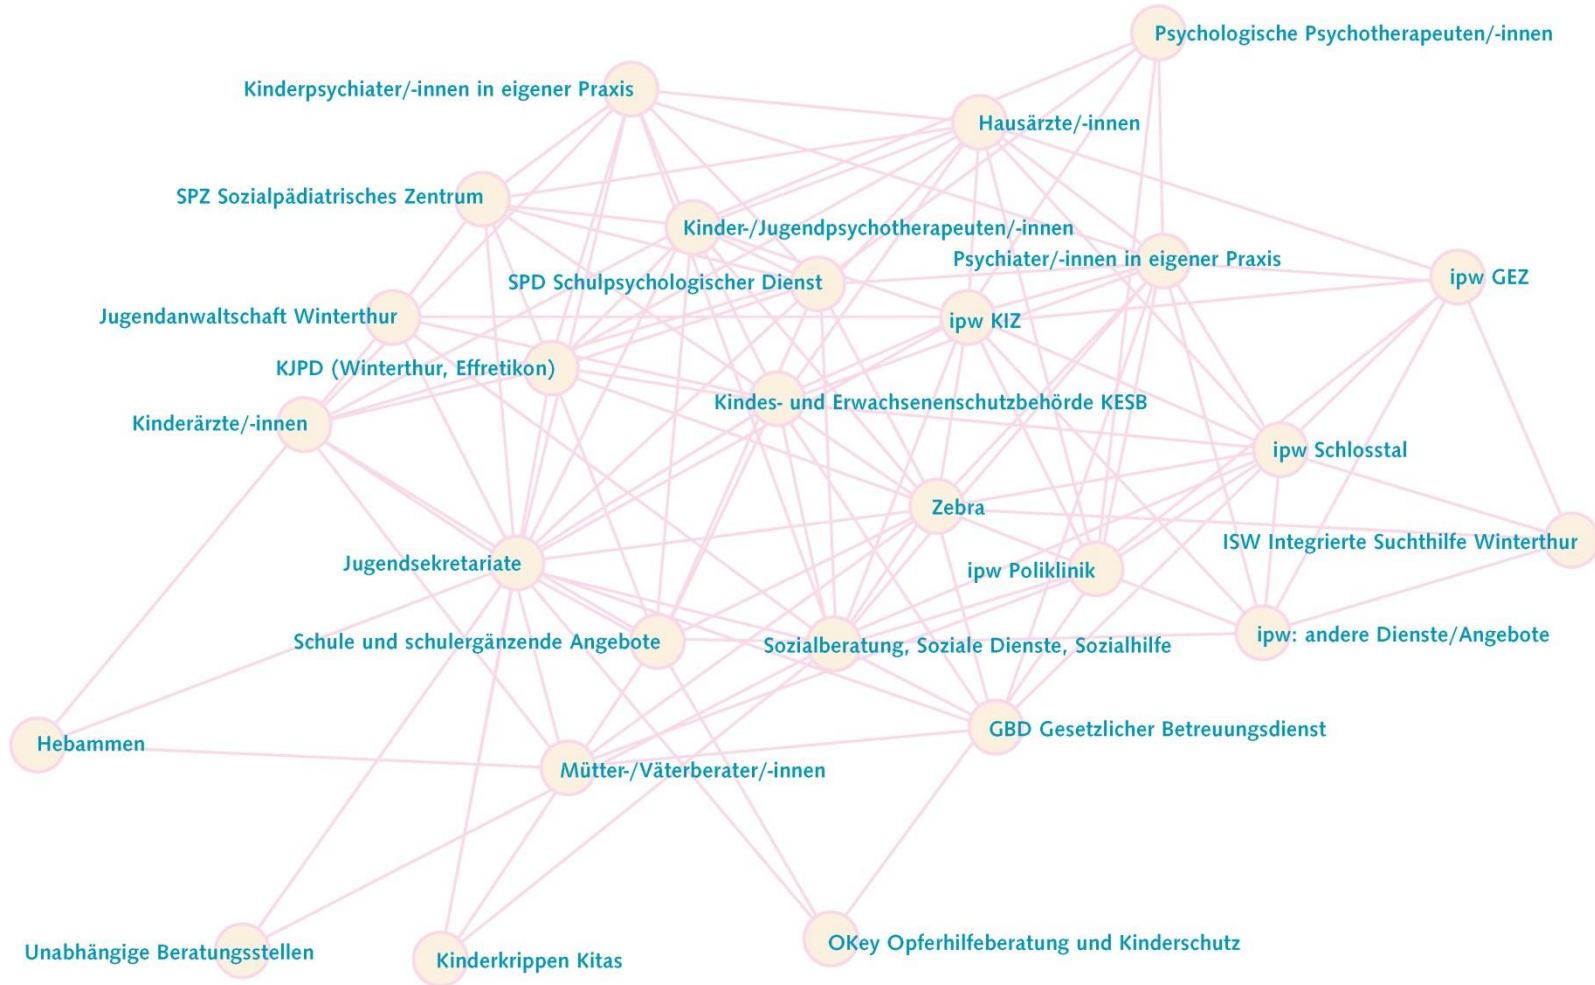 Psychologische Psychotherapeuten/-innen
Kinderpsychiater/-innen in eigener Praxis
Hausärzte/-innen
SPZ Sozialpädiatrisches Zentrum
Kinder-/Jugendpsychotherapeuten/-innen
Psychiater/-innen in eigener Praxis
SPD Schulpsychologischer Dienst
ipw GEZ
Jugendanwaltschaft Winterthur
ipw KIZ
KJPD (Winterthur, Effretikon)
Kindes- und Erwachsenenschutzbehörde KESB
Kinderärzte/-innen
ipw Schlosstal
Zebra
ISW Integrierte Suchthilfe Winterthur
Jugendsekretariate
ipw Poliklinik
Schule und schulergänzende Angebote
Sozialberatung, Soziale Dienste, Sozialhilfe
ipw: andere Dienste/Angebote
GBD Gesetzlicher Betreuungsdienst
Hebammen
Mütter-/Väterberater/-innen
Unabhängige Beratungsstellen
Kinderkrippen Kitas
OKey Opferhilfeberatung und Kinderschutz